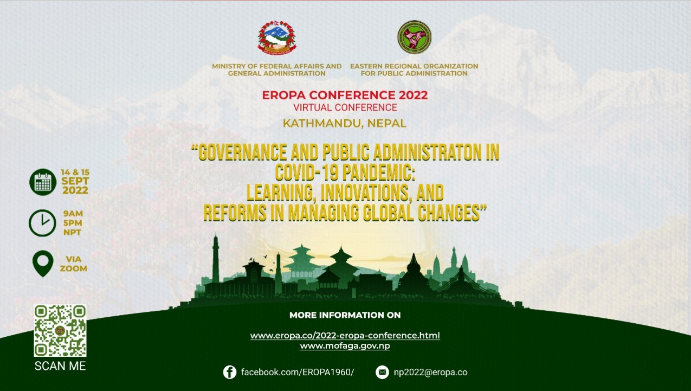 MINISTRY OF FEDERAL AFFAIRS AND
GENERAL ADMINISTRATION
EASTERN REGIONAL ORGANIZATION
FOR PUBLIC ADMINISTRATION
EROPA CONFERENCE 2022
VIRTUAL CONFERENCE
KATHMANDU, NEPAL
“GOVERNANCE AND PUBLIC ADMINISTRATON IN
COVID-19 PANDEMIC:
LEARNING, INNOVATIONS, AND
REFORMS IN MANAGING GLOBAL CHANGES”
14 & 15
SEPT
2022
9AM
5PM
NPT
VIA
ZOOM
SCAN ME
MORE INFORMATION ON
www.eropa.co/2022-eropa-conference.html
www.mofaga.gov.np
facebook.com/EROPA1960/
np2022@eropa.co